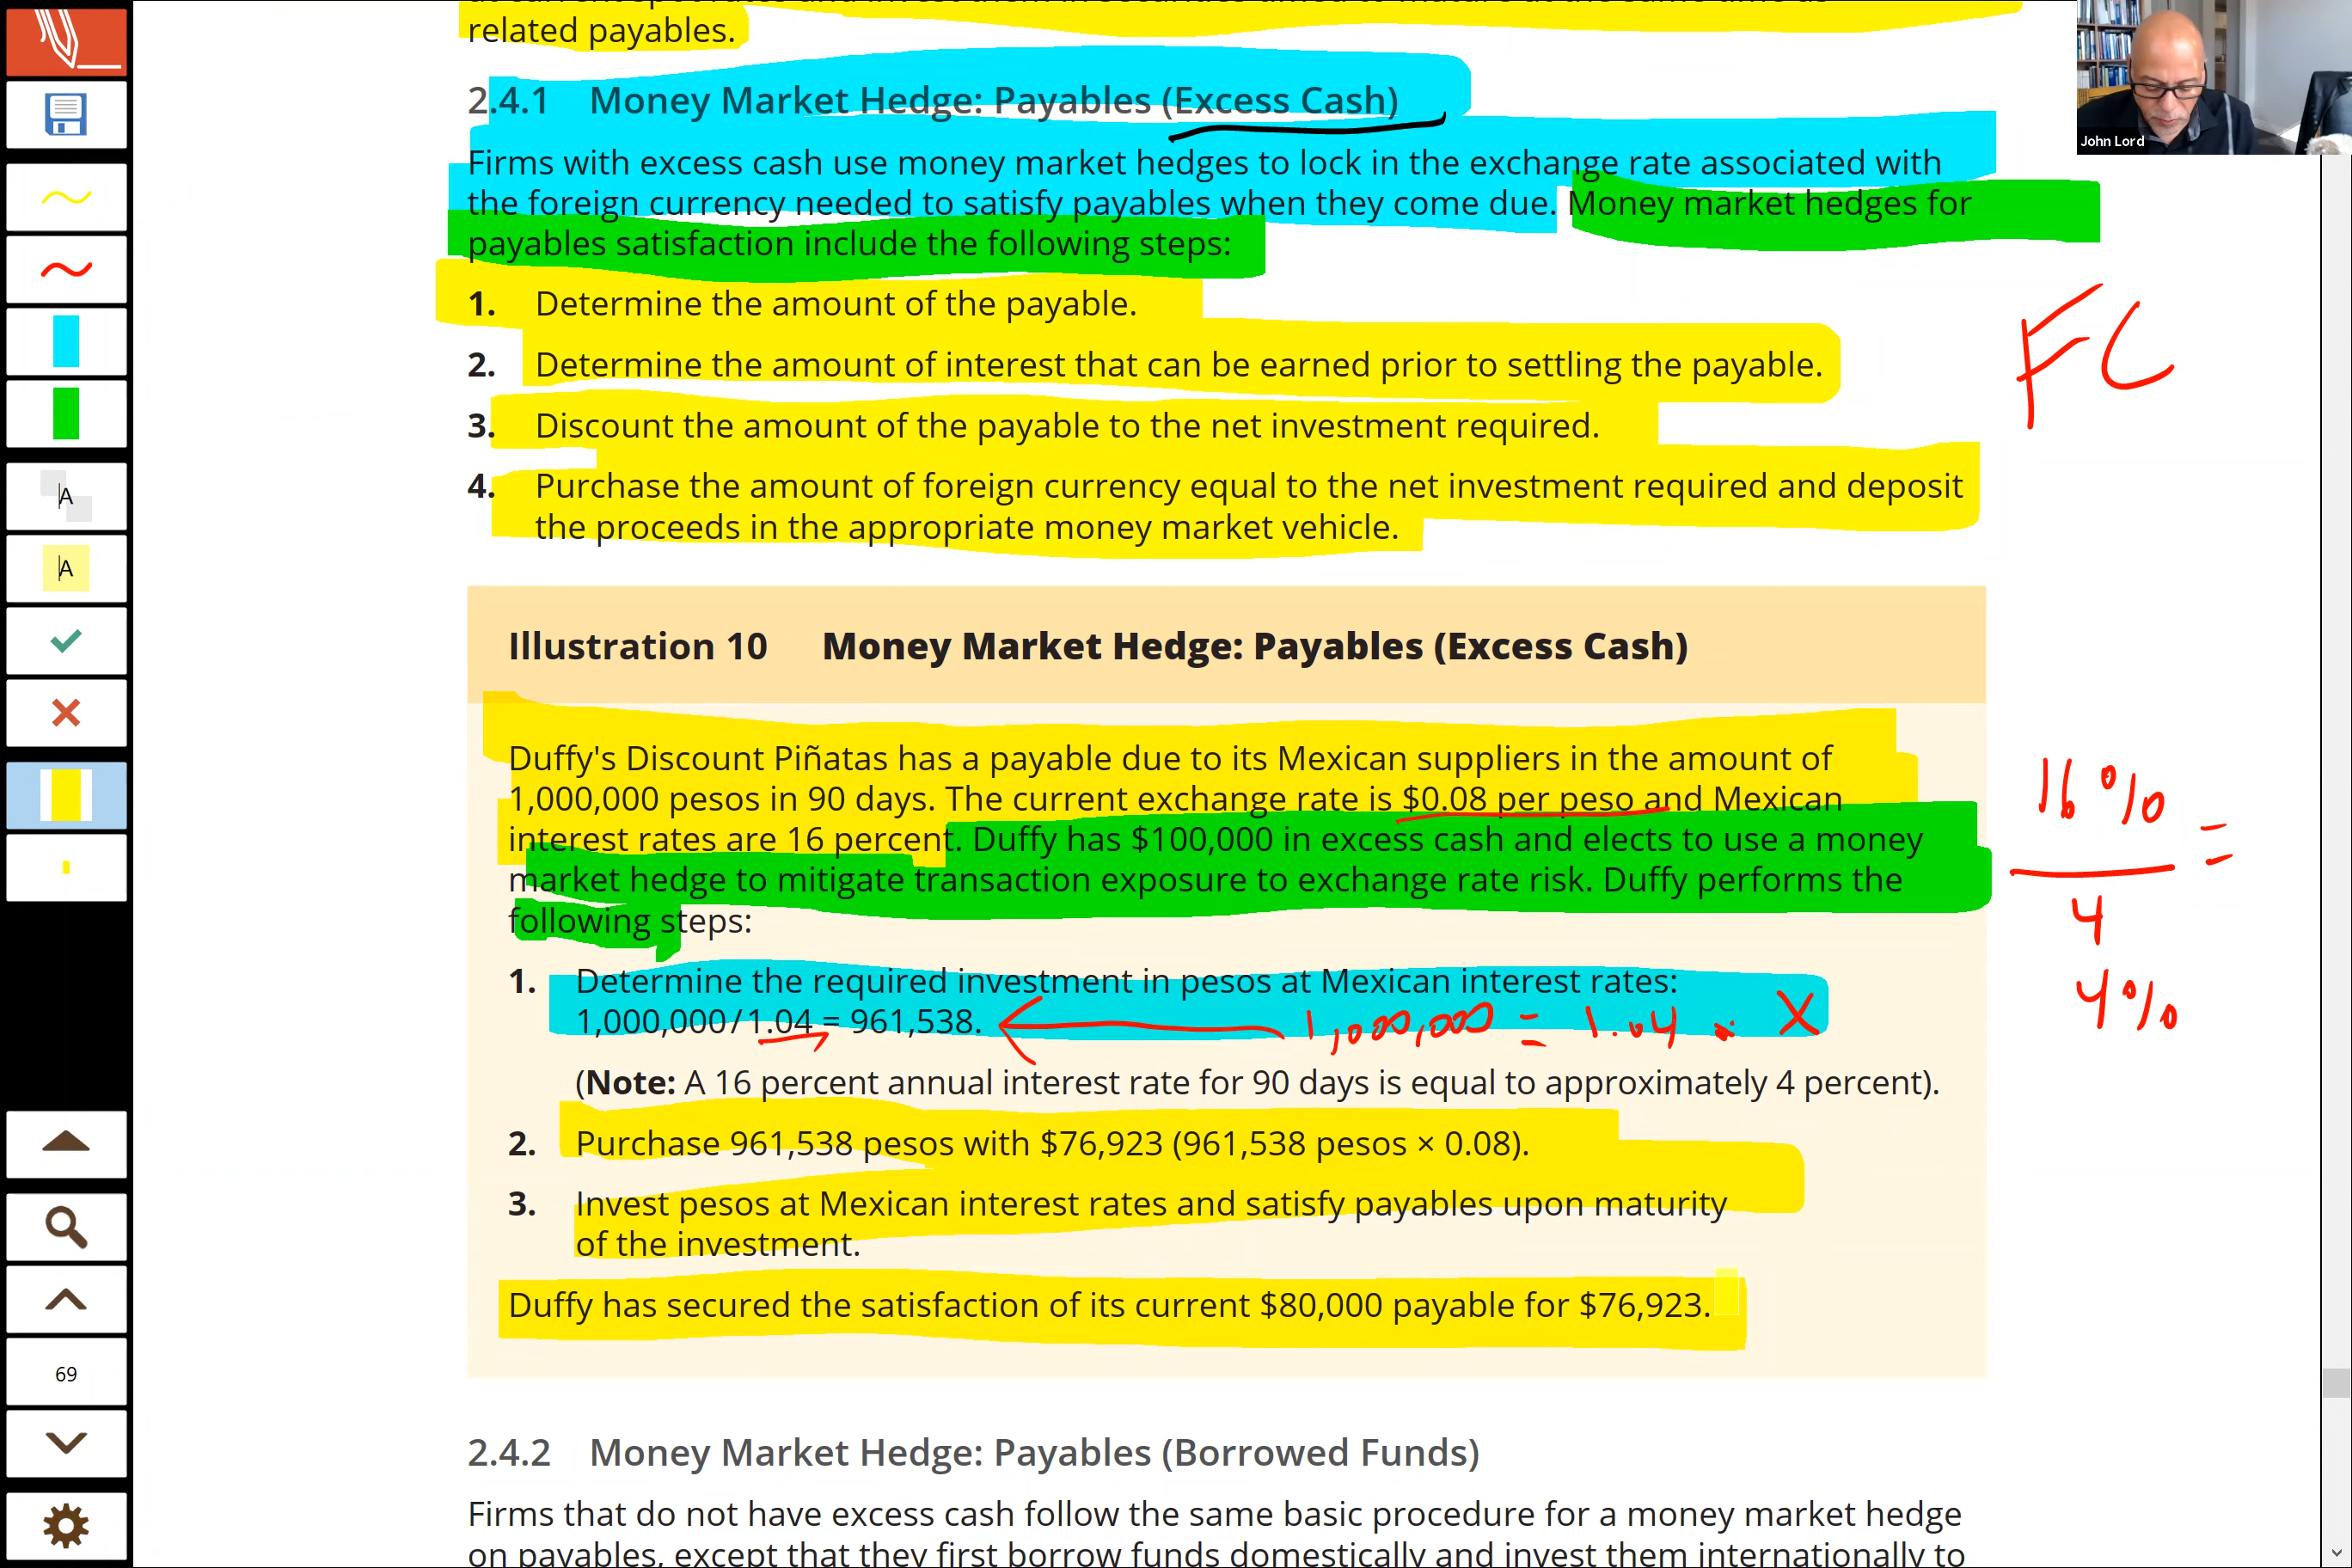 related payables.
2.4.1 Money Market Hedge: Payables (Excess Cash)
John Lord
Firms with excess cash use money market hedges to lock in the exchange rate associated with
the foreign currency needed to satisfy payables when they come due. Money market hedges for
payables satisfaction include the following steps:
1. Determine the amount of the payable.
FC
2. Determine the amount of interest that can be earned prior to settling the payable.
3. Discount the amount of the payable to the net investment required.
4. Purchase the amount of foreign currency equal to the net investment required and deposit
the proceeds in the appropriate money market vehicle.
A
A
Illustration 10 Money Market Hedge: Payables (Excess Cash)
Duffy's Discount Piñatas has a payable due to its Mexican suppliers in the amount of
1,000,000 pesos in 90 days. The current exchange rate is $0.08 per peso and Mexican
interest rates are 16 percent. Duffy has $100,000 in excess cash and elects to use a money
market hedge to mitigate transaction exposure to exchange rate risk. Duffy performs the
following steps:
16% =
4
4%
1. Determine the required investment in pesos at Mexican interest rates:
1,000,000/1.04 = 961,538. 1,000,000 = 1.04 × X
(Note: A 16 percent annual interest rate for 90 days is equal to approximately 4 percent).
2. Purchase 961,538 pesos with $76,923 (961,538 pesos × 0.08).
3. Invest pesos at Mexican interest rates and satisfy payables upon maturity
of the investment.
Duffy has secured the satisfaction of its current $80,000 payable for $76,923.
69
2.4.2 Money Market Hedge: Payables (Borrowed Funds)
Firms that do not have excess cash follow the same basic procedure for a money market hedge
on payables, except that they first borrow funds domestically and invest them internationally to